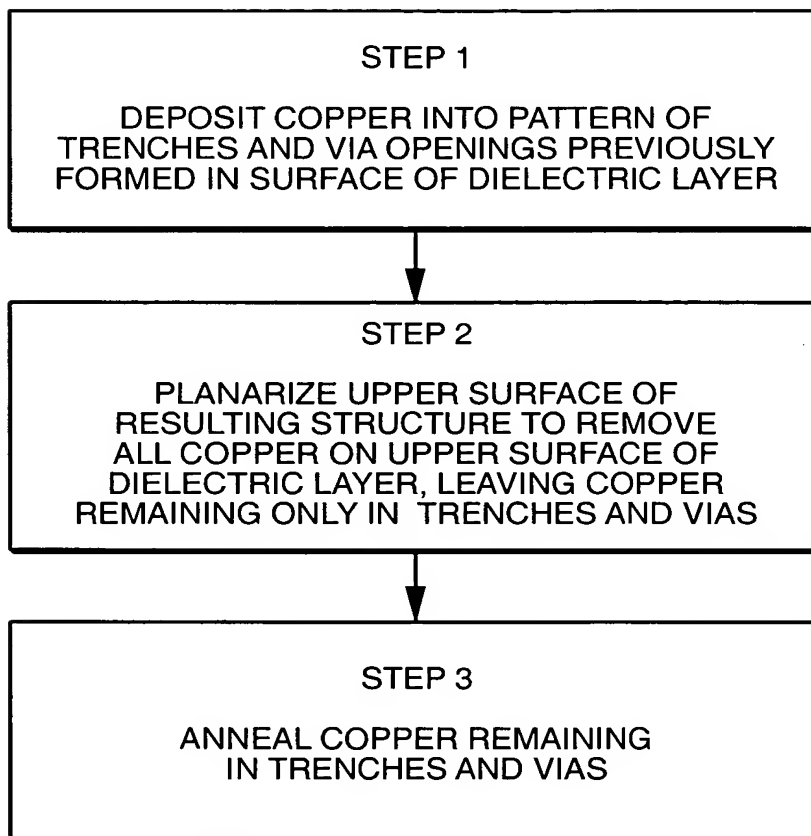 STEP 1
DEPOSIT COPPER INTO PATTERN OF
TRENCHES AND VIA OPENINGS PREVIOUSLY
FORMED IN SURFACE OF DIELECTRIC LAYER
STEP 2
PLANARIZE UPPER SURFACE OF
RESULTING STRUCTURE TO REMOVE
ALL COPPER ON UPPER SURFACE OF
DIELECTRIC LAYER, LEAVING COPPER
REMAINING ONLY IN TRENCHES AND VIAS
STEP 3
ANNEAL COPPER REMAINING
IN TRENCHES AND VIAS